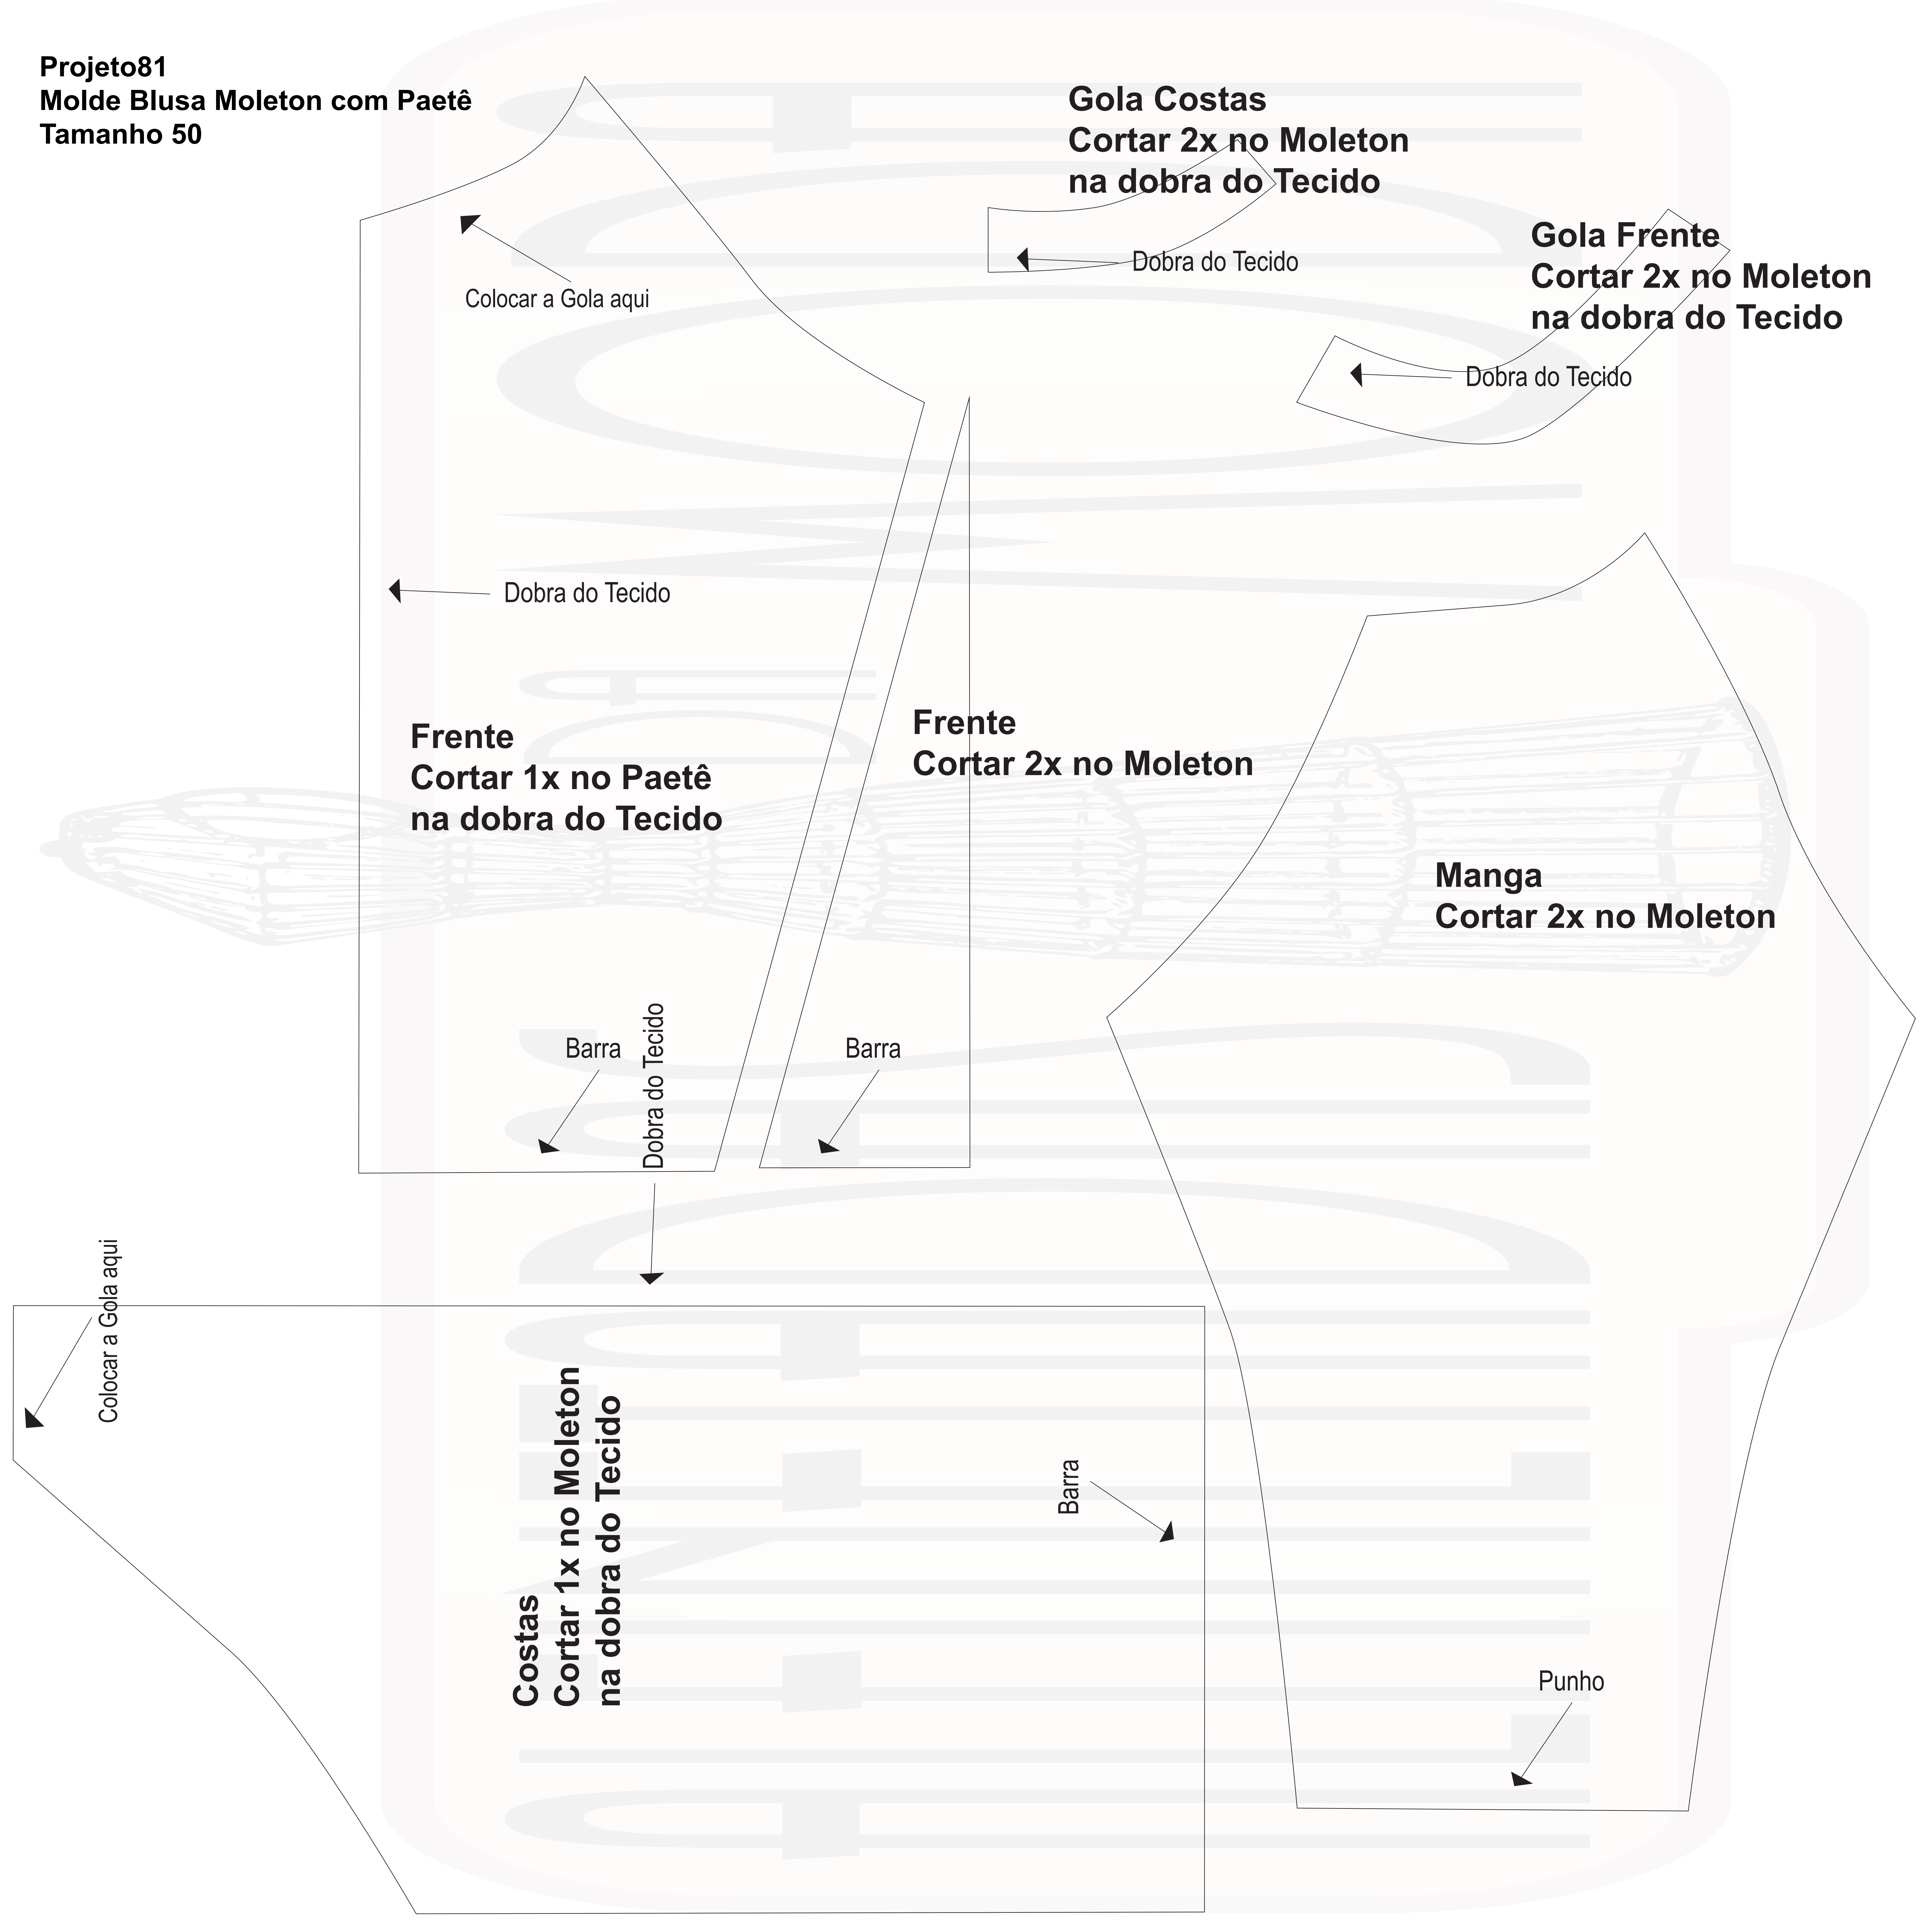 Projeto81
Molde Blusa Moleton com Paetê
Tamanho 50
Gola Costas
Cortar 2x no Moleton
na dobra do Tecido
Dobra do Tecido
Gola Frente
Cortar 2x no Moleton
na dobra do Tecido
Dobra do Tecido
Colocar a Gola aqui
Dobra do Tecido
Frente
Cortar 1x no Paetê
na dobra do Tecido
Barra
Frente
Cortar 2x no Moleton
Barra
Manga
Cortar 2x no Moleton
Punho
Dobra do Tecido
Colocar a Gola aqui
Costas
Cortar 1x no Moleton
na dobra do Tecido
Barra